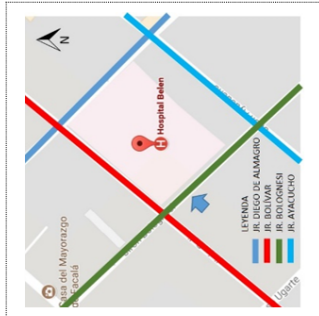 N
Hospital Belen
H
Casa del Mayorazgo
de Facalá
LEYENDA
JR. DIEGO DE ALMAGRO
JR. BOLÍVAR
JR. BOLOGNESI
JR. AYACUCHO
Ugarte